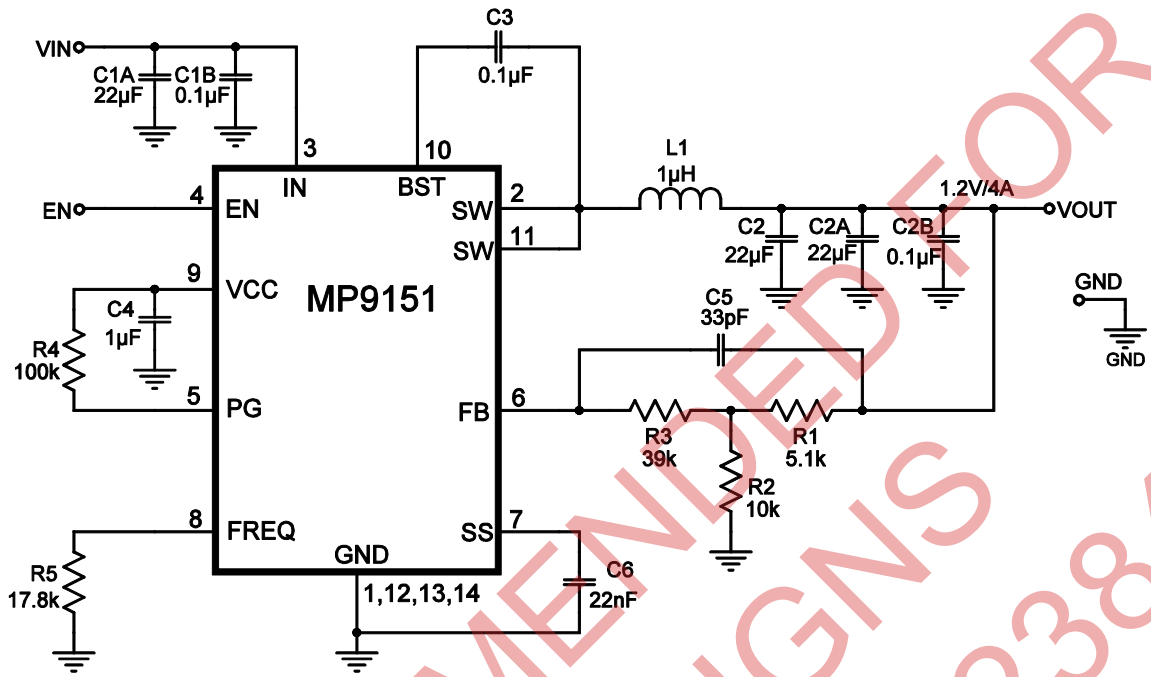 C3
0.1µF
VIN
C1A
22µF
C1B
0.1µF
3
10
IN
BST
L1
1µH
1.2V/4A
4
EN
EN
SW
2
SW
11
C2
22µF
C2A
22µF
C2B
0.1µF
VOUT
9
VCC
MP9151
C4
1µF
R4
100k
C5
33pF
GND
GND
5
PG
FB
6
R3
39k
R1
5.1k
R2
10k
8
FREQ
SS
7
GND
1,12,13,14
C6
22nF
R5
17.8k
MENDED FOR